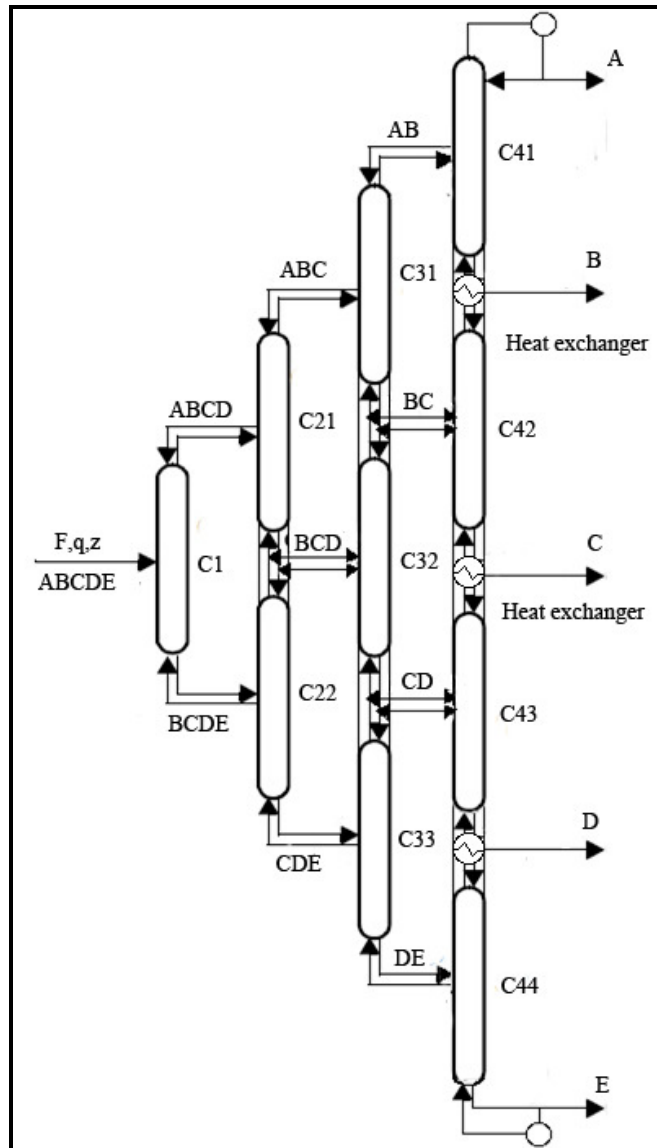 A
AB
C41
ABC
C31
B
Heat exchanger
ABCD
C21
BC
C42
F,q,z
ABCDE
C1
BCD
C32
C
Heat exchanger
BCDE
C22
CD
C43
CDE
C33
D
DE
C44
E